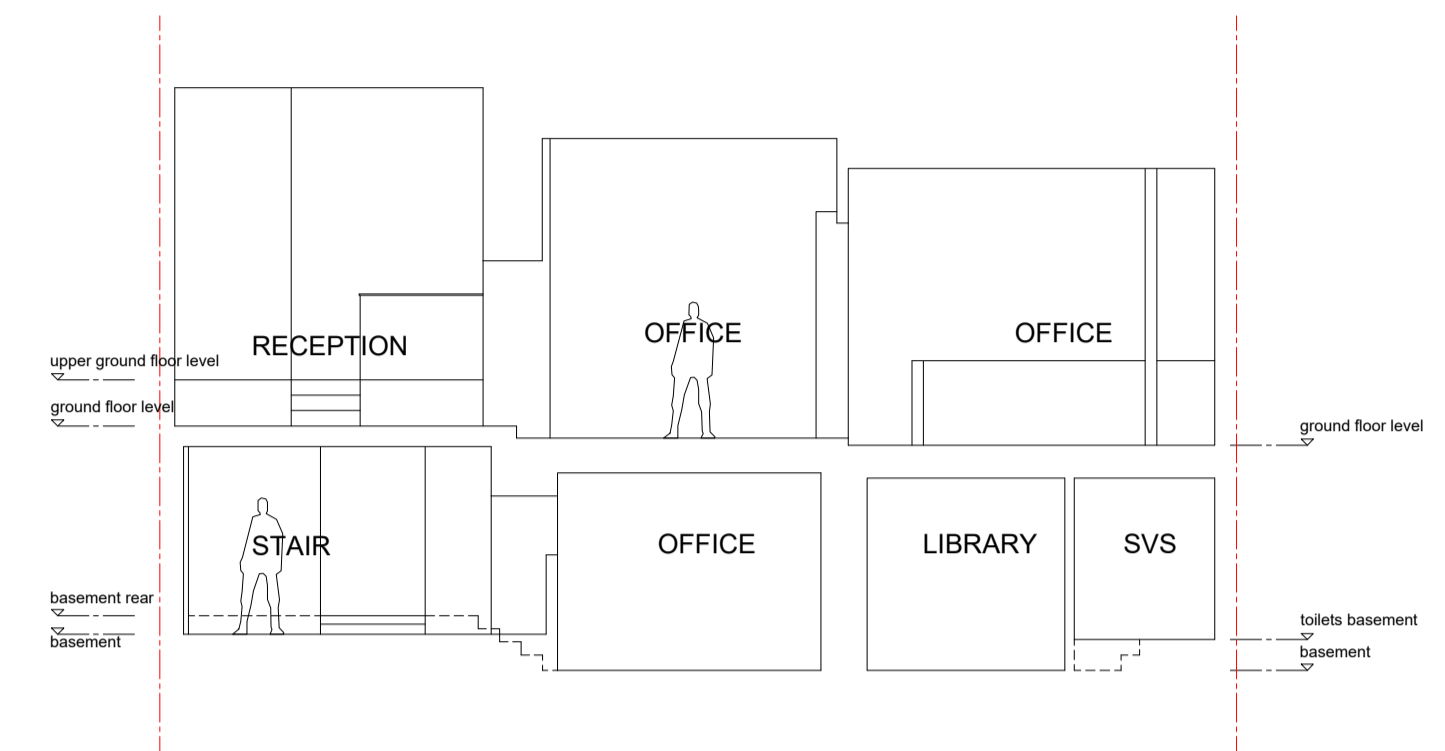 OFFICE
OFFICE
RECEPTION
upper ground floor level
ground floor level
ground floor level
STAIR
OFFICE
LIBRARY
SVS
basement rear
basement
toilets basement
basement